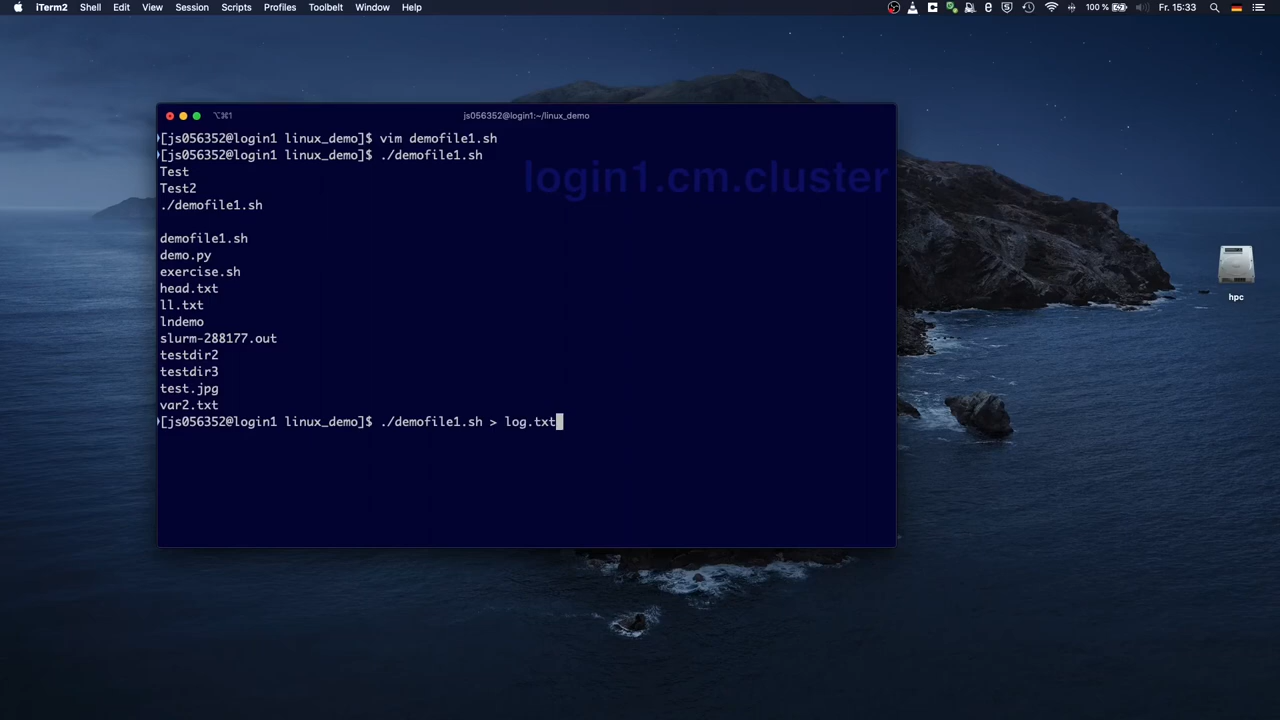 iTerm2 Shell Edit View Session Scripts Profiles Toolbelt Window Help 100 % Fr. 15:33
⌥⌘1 js056352@login1:~/linux_demo
[js056352@login1 linux_demo]$ vim demofile1.sh
[js056352@login1 linux_demo]$ ./demofile1.sh
Test
login1.cm.cluster
Test2
./demofile1.sh
demofile1.sh
demo.py
exercise.sh
head.txt
ll.txt
lndemo
slurm-288177.out
testdir2
testdir3
test.jpg
var2.txt
[js056352@login1 linux_demo]$ ./demofile1.sh > log.txt
hpc